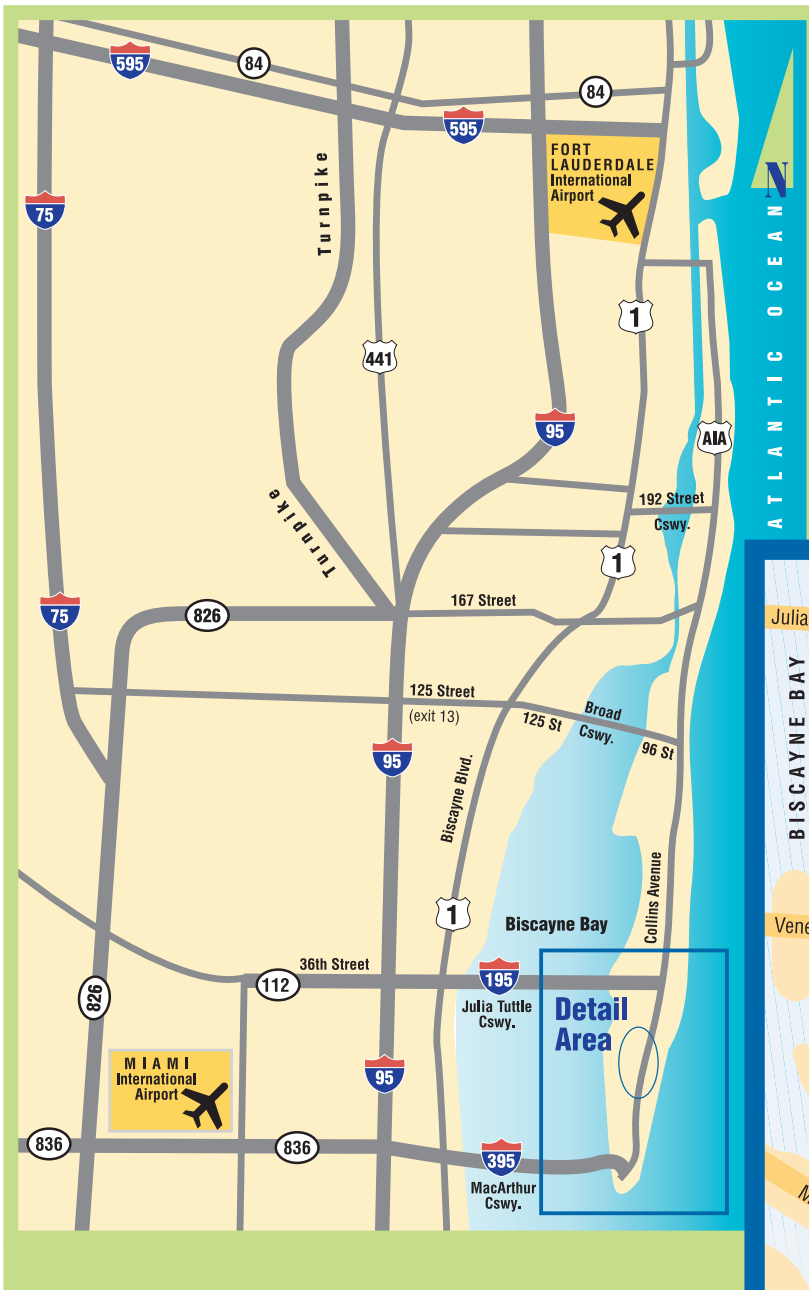 595
84
84
595
FORT
LAUDERDALE
International
Airport
N
75
Turnpike
ATLANTIC OCEAN
1
441
95
AIA
192 Street
Cswy.
Turnpike
1
75
826
167 Street
Julia
BISCAYNE BAY
125 Street
(exit 13)
125 St
Broad
Cswy.
96 St
95
Biscayne Blvd.
Collins Avenue
1
Biscayne Bay
Vene
36th Street
112
195
Julia Tuttle
Cswy.
826
Detail
Area
MIAMI
International
Airport
95
836
836
395
MacArthur
Cswy.
M